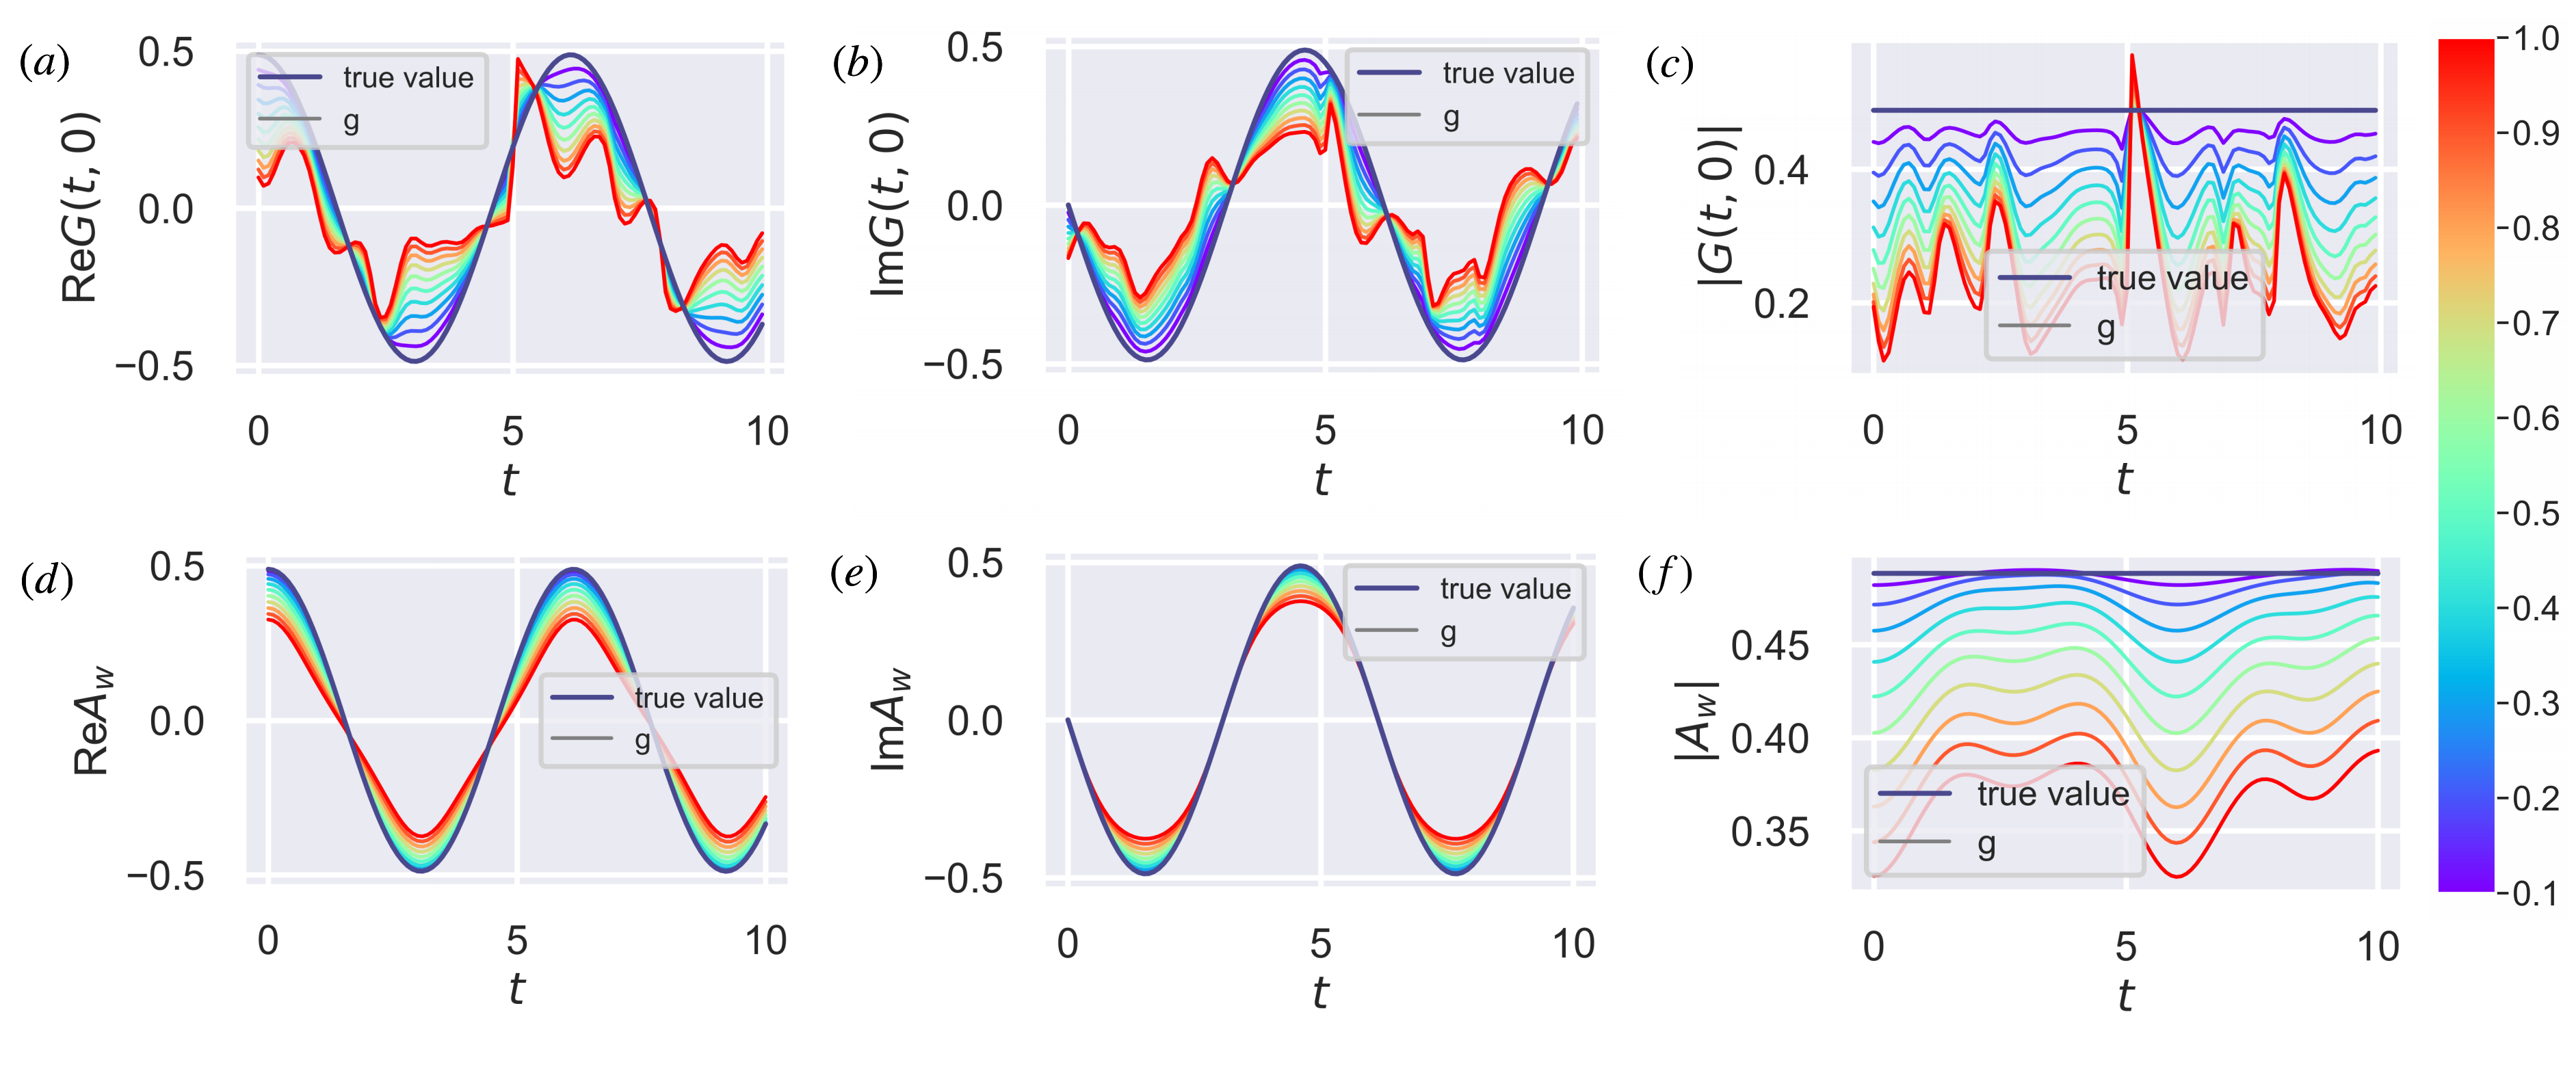 (a)
ReG(t, 0)
0.5
0.0
−0.5
true value
g
0
5
10
t
(b)
ImG(t, 0)
0.5
0.0
−0.5
true value
g
0
5
10
t
(c)
|G(t, 0)|
0.4
0.2
true value
g
0
5
10
t
1.0
0.9
0.8
0.7
0.6
0.5
0.4
0.3
0.2
0.1
(d)
ReA_w
0.5
0.0
−0.5
true value
g
0
5
10
t
(e)
ImA_w
0.5
0.0
−0.5
true value
g
0
5
10
t
(f)
|A_w|
0.45
0.40
0.35
true value
g
0
5
10
t